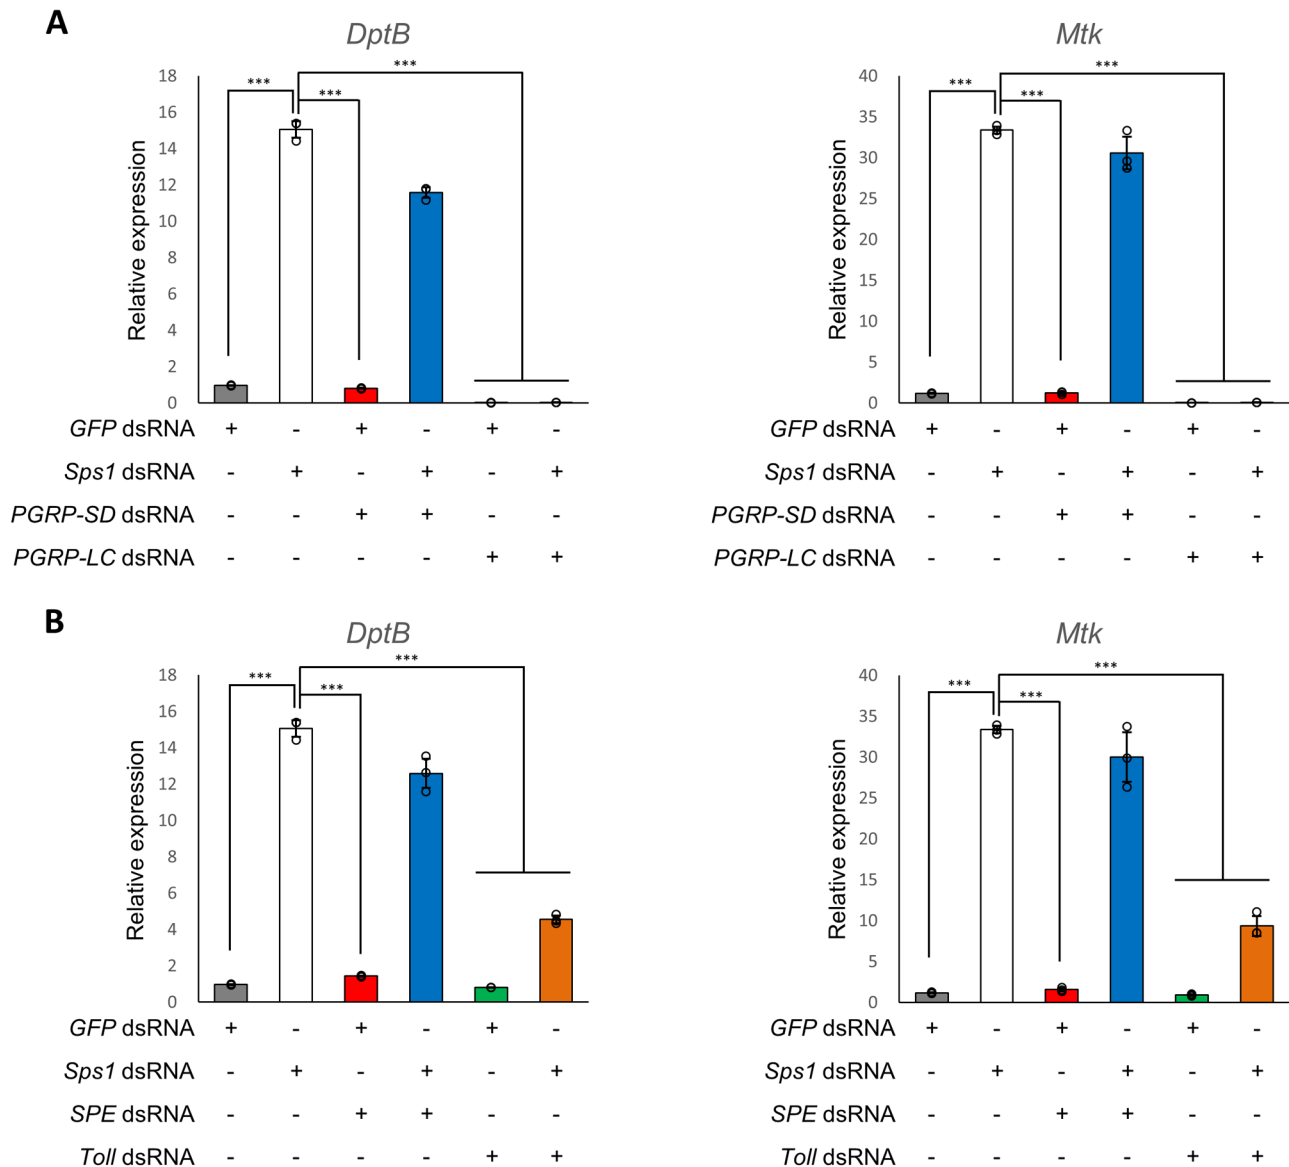 A
DptB
Mtk
Relative expression
18
16
14
12
10
8
6
4
2
0
***
***
***
Relative expression
40
35
30
25
20
15
10
5
0
***
***
***
GFP dsRNA + - + - + -
Sps1 dsRNA - + - + - +
PGRP-SD dsRNA - - + + - -
PGRP-LC dsRNA - - - - + +
GFP dsRNA + - + - + -
Sps1 dsRNA - + - + - +
PGRP-SD dsRNA - - + + - -
PGRP-LC dsRNA - - - - + +
B
DptB
Mtk
Relative expression
18
16
14
12
10
8
6
4
2
0
***
***
***
Relative expression
40
35
30
25
20
15
10
5
0
***
***
***
GFP dsRNA + - + - + -
Sps1 dsRNA - + - + - +
SPE dsRNA - - + + - -
Toll dsRNA - - - - + +
GFP dsRNA + - + - + -
Sps1 dsRNA - + - + - +
SPE dsRNA - - + + - -
Toll dsRNA - - - - + +